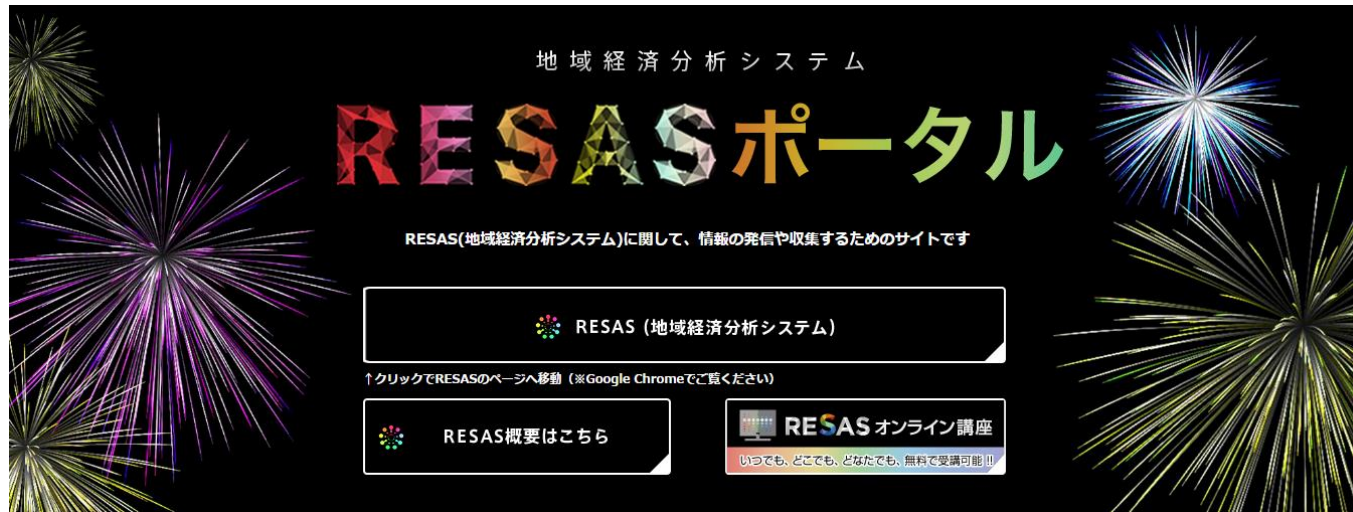 地域経済分析システム
RESASポータル
RESAS(地域経済分析システム)に関して、情報の発信や収集するためのサイトです
RESAS (地域経済分析システム)
↑クリックでRESASのページへ移動（※Google Chromeでご覧ください）
RESAS概要はこちら
RESAS オンライン講座
いつでも、どこでも、どなたでも、無料で受講可能!!